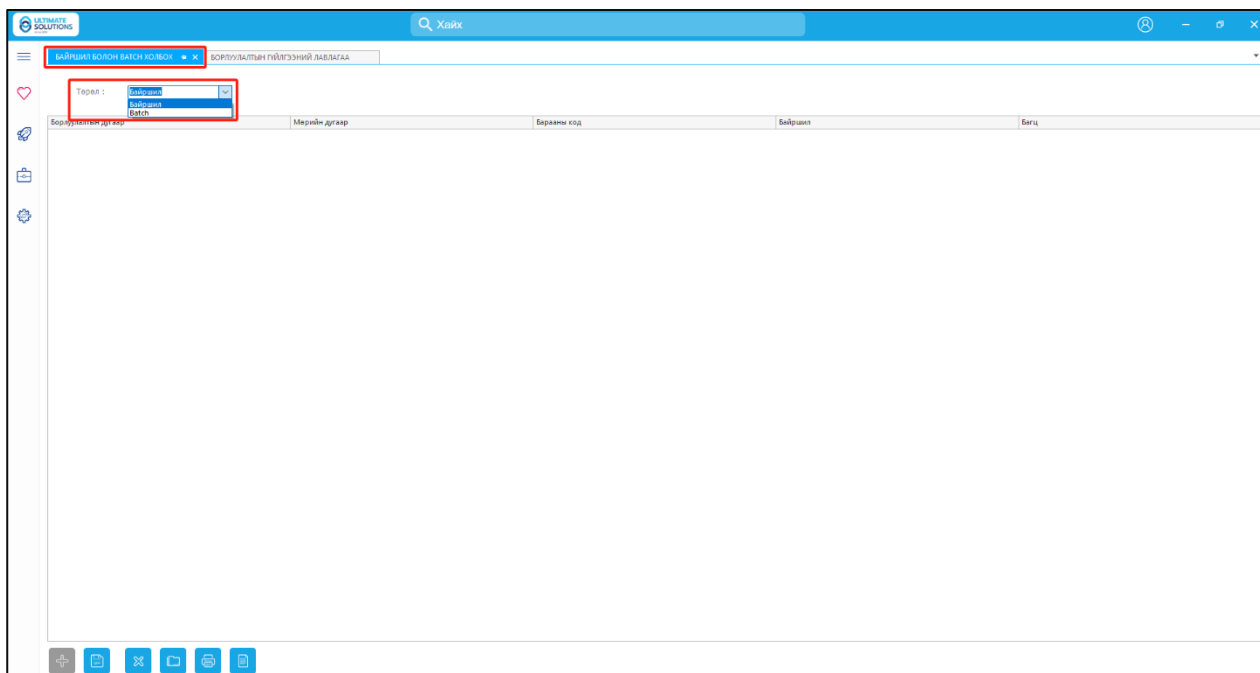 ULTIMATE
SOLUTIONS
Хайх
БАЙРШИЛ БОЛОН BATCH ХОЛБОХ
БОРЛУУЛАЛТЫН ГҮЙЛГЭЭНИЙ ЛАВЛАГАА
Төрөл :
Байршил
Байршил
Batch
Борлуулалтын дугаар
Мөрийн дугаар
Барааны код
Байршил
Багц